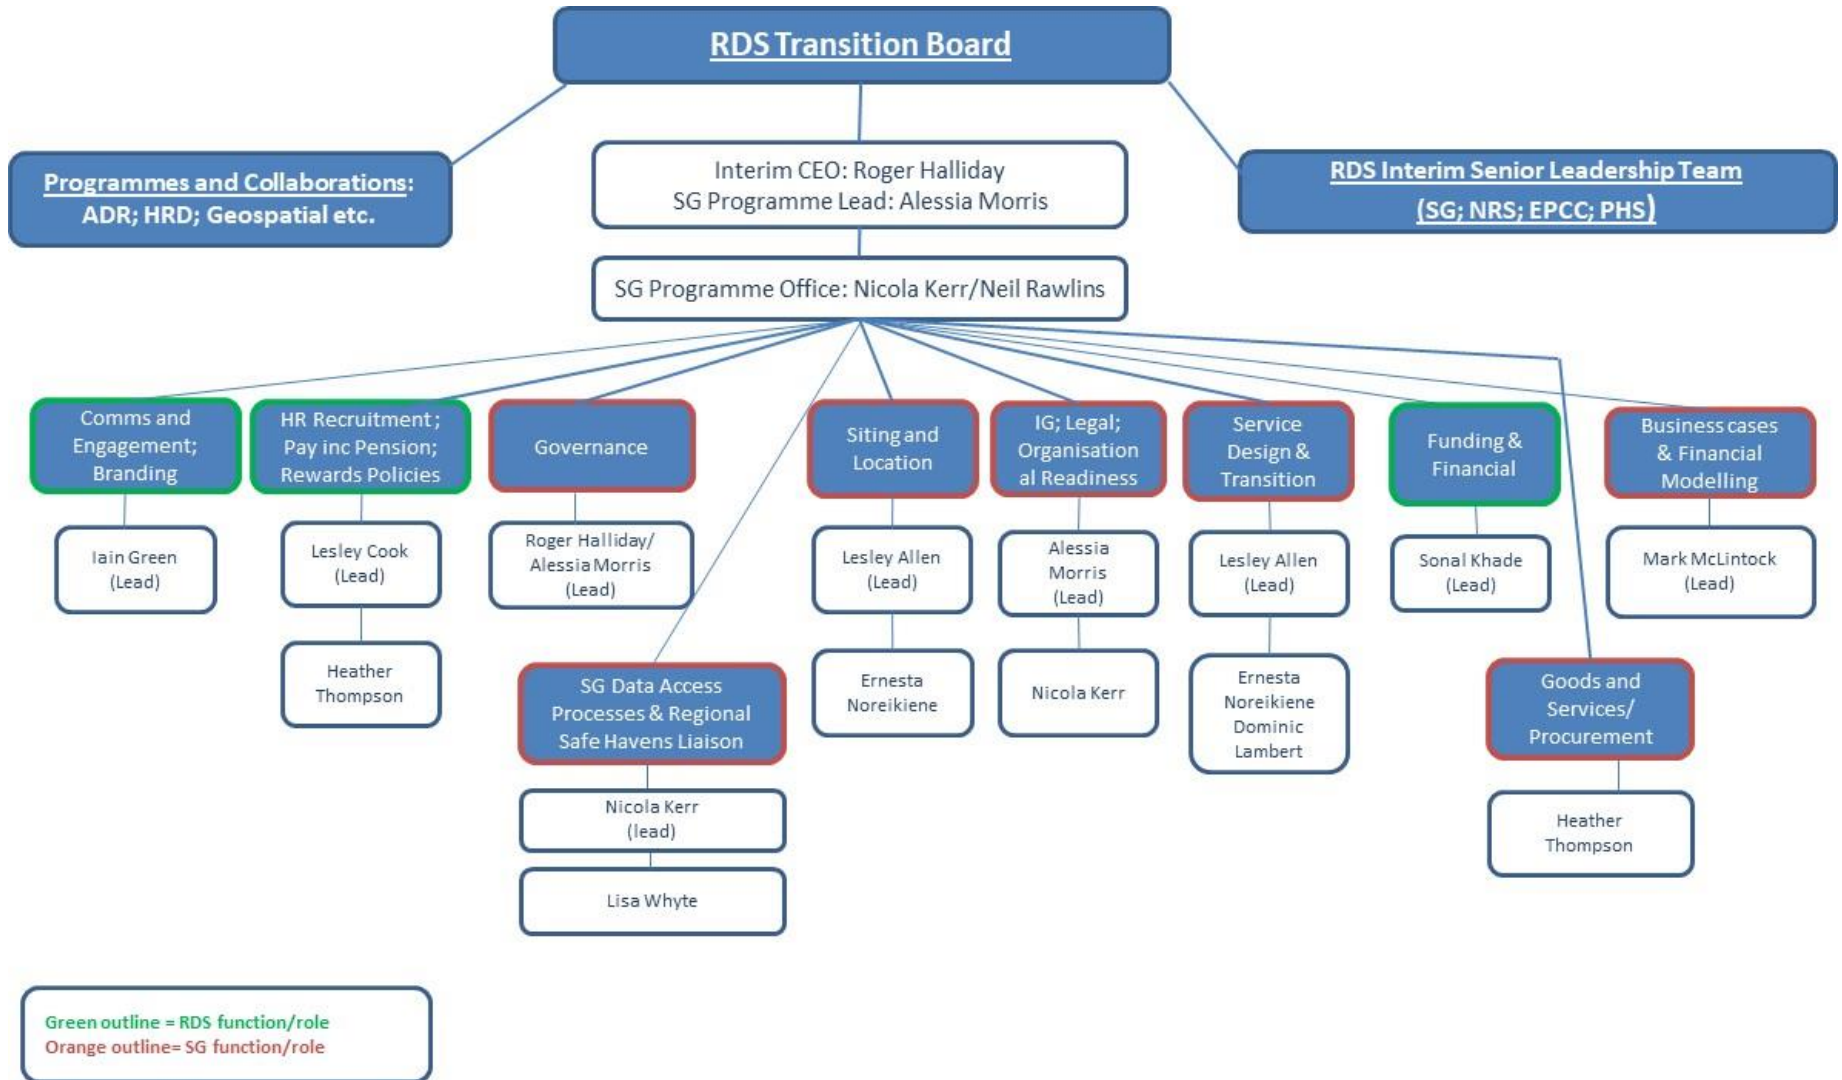 RDS Transition Board
Programmes and Collaborations:
ADR; HRD; Geospatial etc.
Interim CEO: Roger Halliday
SG Programme Lead: Alessia Morris
RDS Interim Senior Leadership Team
(SG; NRS; EPCC; PHS)
SG Programme Office: Nicola Kerr/Neil Rawlins
Comms and
Engagement;
Branding
HR Recruitment ;
Pay inc Pension;
Rewards Policies
Governance
Siting and
Location
IG; Legal;
Organisation
al Readiness
Service
Design &
Transition
Funding &
Financial
Business cases
& Financial
Modelling
Iain Green
(Lead)
Lesley Cook
(Lead)
Roger Halliday/
Alessia Morris
(Lead)
Lesley Allen
(Lead)
Alessia
Morris
(Lead)
Lesley Allen
(Lead)
Sonal Khade
(Lead)
Mark McLintock
(Lead)
Heather
Thompson
SG Data Access
Processes & Regional
Safe Havens Liaison
Ernesta
Noreikiene
Nicola Kerr
Ernesta
Noreikiene
Dominic
Lambert
Goods and
Services/
Procurement
Nicola Kerr
(lead)
Heather
Thompson
Lisa Whyte
Green outline = RDS function/role
Orange outline= SG function/role